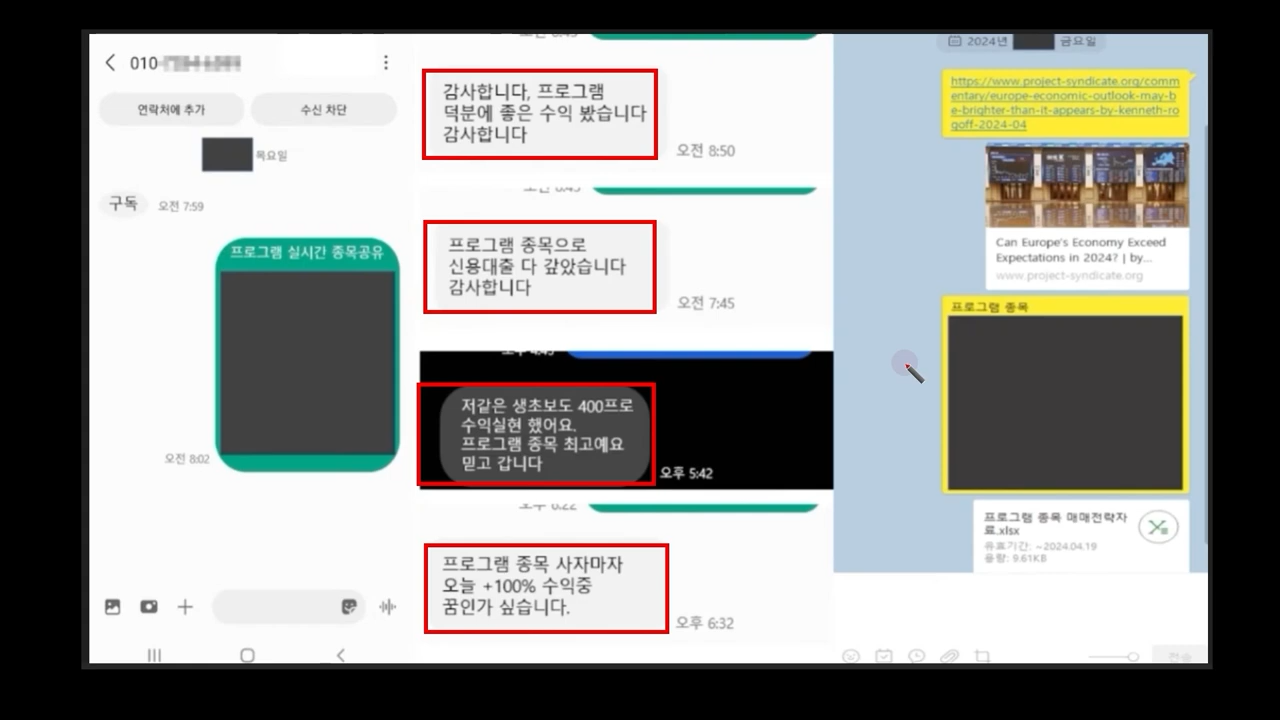 010-
연락처에 추가
수신 차단
목요일
구독
오전 7:59
프로그램 실시간 종목공유
오전 8:02
감사합니다, 프로그램
덕분에 좋은 수익 봤습니다
감사합니다
오전 8:50
프로그램 종목으로
신용대출 다 갚았습니다
감사합니다
오전 7:45
저같은 생초보도 400프로
수익실현 했어요.
프로그램 종목 최고예요
믿고 갑니다
오후 5:42
프로그램 종목 사자마자
오늘 +100% 수익중
꿈인가 싶습니다.
오후 6:32
2024년 금요일
https://www.project-syndicate.org/comm
entary/europe-economic-outlook-may-b
e-brighter-than-it-appears-by-kenneth-ro
goff-2024-04
Can Europe's Economy Exceed
Expectations in 2024? | by...
www.project-syndicate.org
프로그램 종목
프로그램 종목 매매전략자
료.xlsx
유효기간: ~2024.04.19
용량: 9.61KB
전송